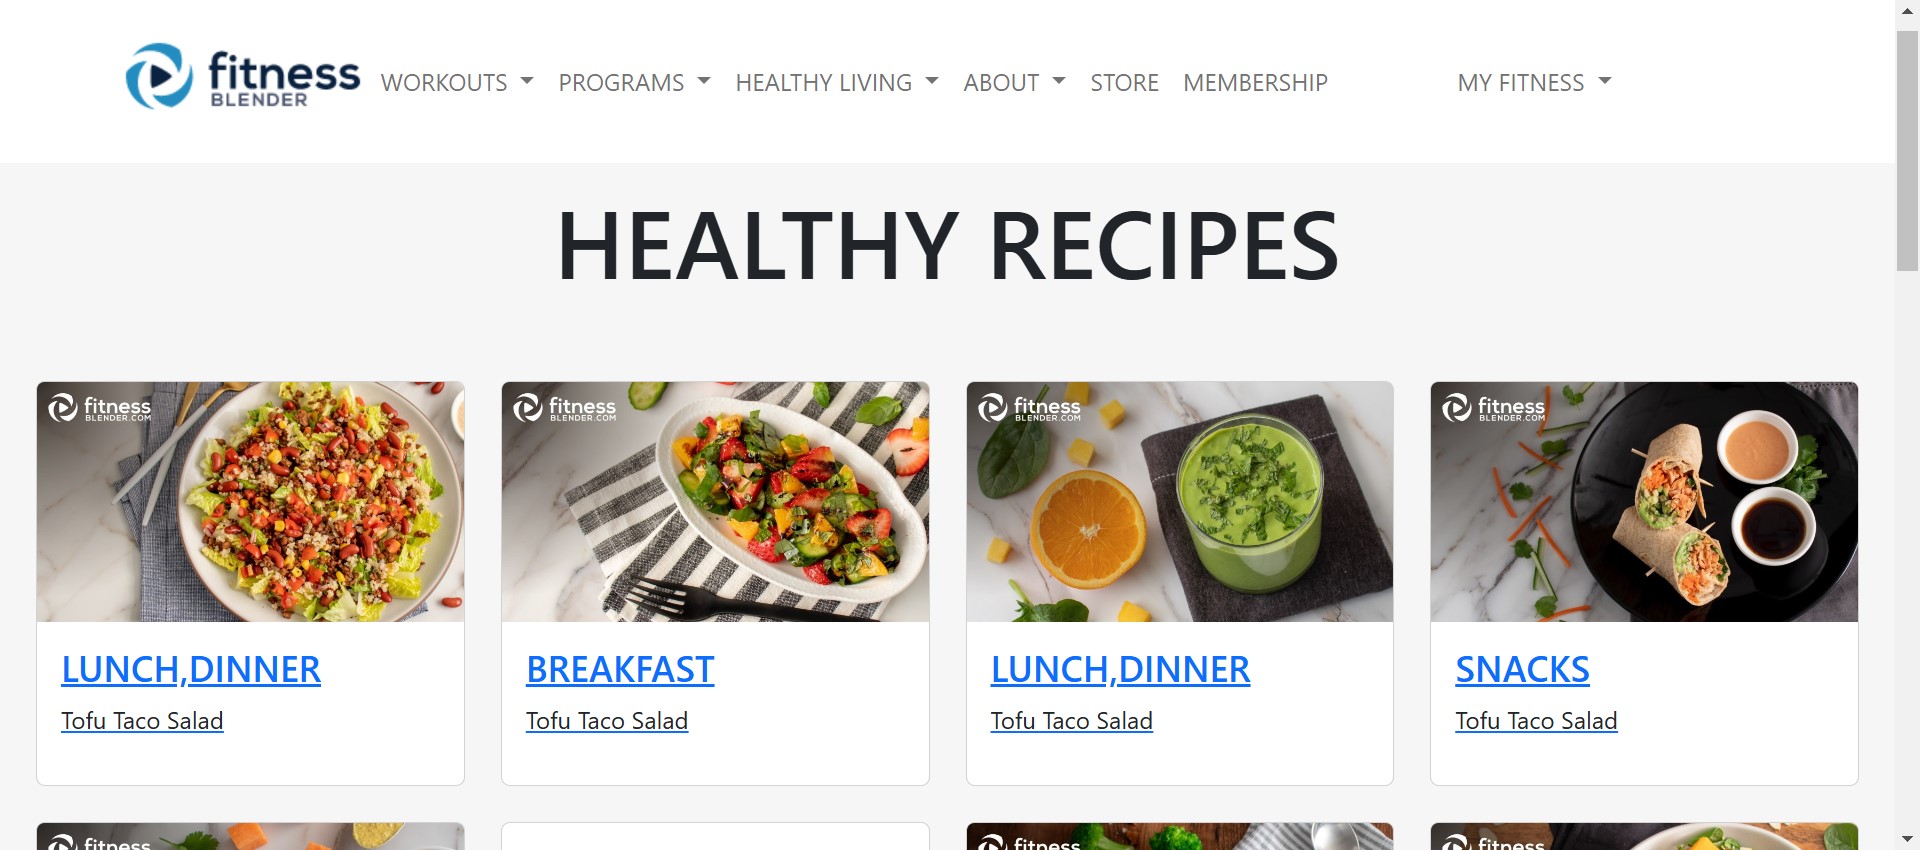 fitness
BLENDER
WORKOUTS PROGRAMS HEALTHY LIVING ABOUT STORE MEMBERSHIP MY FITNESS
HEALTHY RECIPES
fitness
BLENDER.COM
fitness
BLENDER.COM
fitness
BLENDER.COM
fitness
BLENDER.COM
LUNCH,DINNER
Tofu Taco Salad
BREAKFAST
Tofu Taco Salad
LUNCH,DINNER
Tofu Taco Salad
SNACKS
Tofu Taco Salad
fitness
fitness
fitness